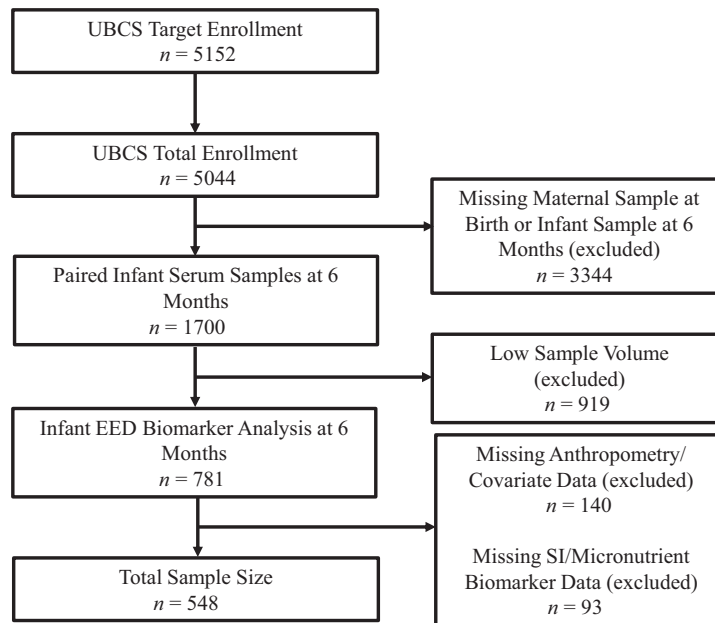 UBCS Target Enrollment
n = 5152
UBCS Total Enrollment
n = 5044
Missing Maternal Sample at
Birth or Infant Sample at 6
Months (excluded)
n = 3344
Paired Infant Serum Samples at 6
Months
n = 1700
Low Sample Volume
(excluded)
n = 919
Infant EED Biomarker Analysis at 6
Months
n = 781
Missing Anthropometry/
Covariate Data (excluded)
n = 140
Missing SI/Micronutrient
Biomarker Data (excluded)
n = 93
Total Sample Size
n = 548